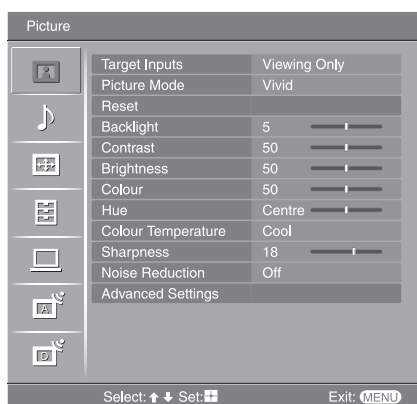 Picture
Target Inputs Viewing Only
Picture Mode Vivid
Reset
Backlight 5
Contrast 50
Brightness 50
Colour 50
Hue Centre
Colour Temperature Cool
Sharpness 18
Noise Reduction Off
Advanced Settings
A
D
Select: Set: Exit: MENU